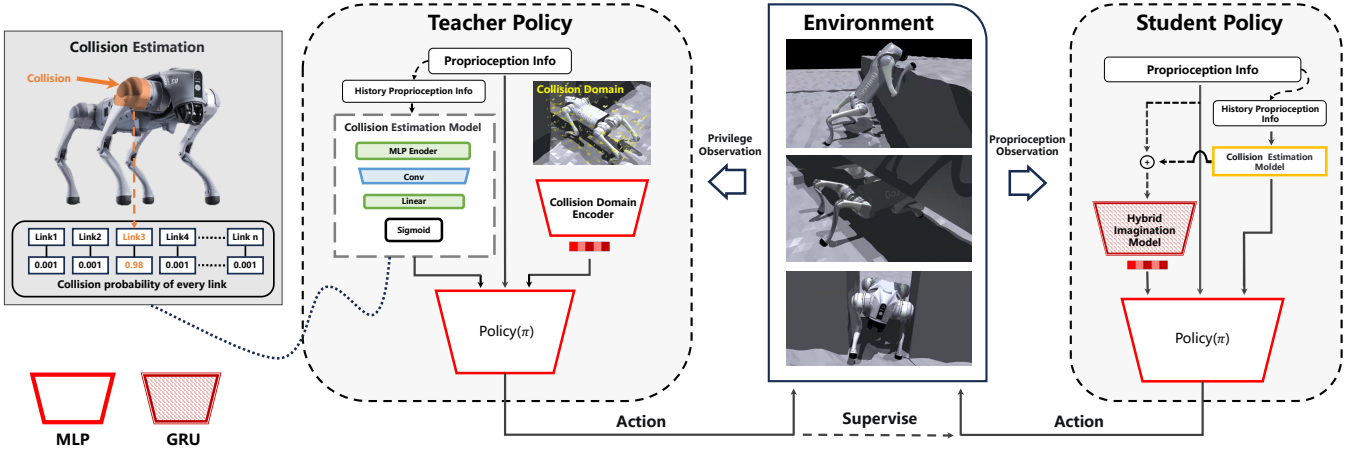 Collision Estimation
Collision
Link1
Link2
Link3
Link4
Link n
0.001
0.001
0.98
0.001
0.001
Collision probability of every link
MLP
GRU
Teacher Policy
Proprioception Info
History Proprioception Info
Collision Estimation Model
MLP Enoder
Conv
Linear
Sigmoid
Collision Domain
Collision Domain
Encoder
Policy(π)
Action
Privilege
Observation
Environment
Supervise
Proprioception
Observation
Student Policy
Proprioception Info
History Proprioception
Info
Collision Estimation
Moldel
+
Hybrid
Imagination
Model
Policy(π)
Action